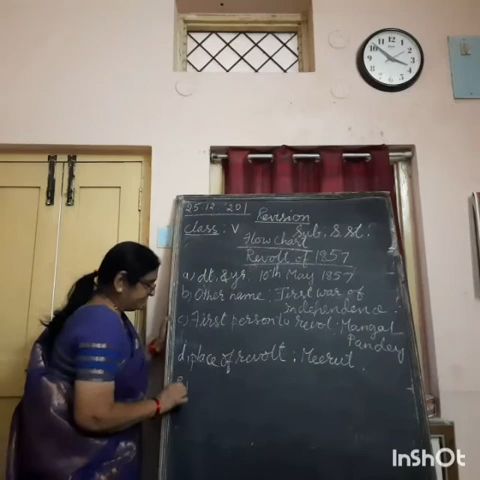 25.12.'20
Revision
Class : V Sub. S.St.
Flow chart
Revolt of 1857
a) dt. & yr. 10th May 1857
b) Other name : First war of
independence.
c) First person to revol : Mangal
Pandey
d) place of revolt : Meerut.
e)
InShOt